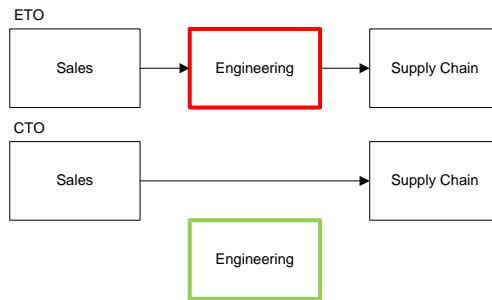 ETO
Sales
Engineering
Supply Chain
CTO
Sales
Supply Chain
Engineering